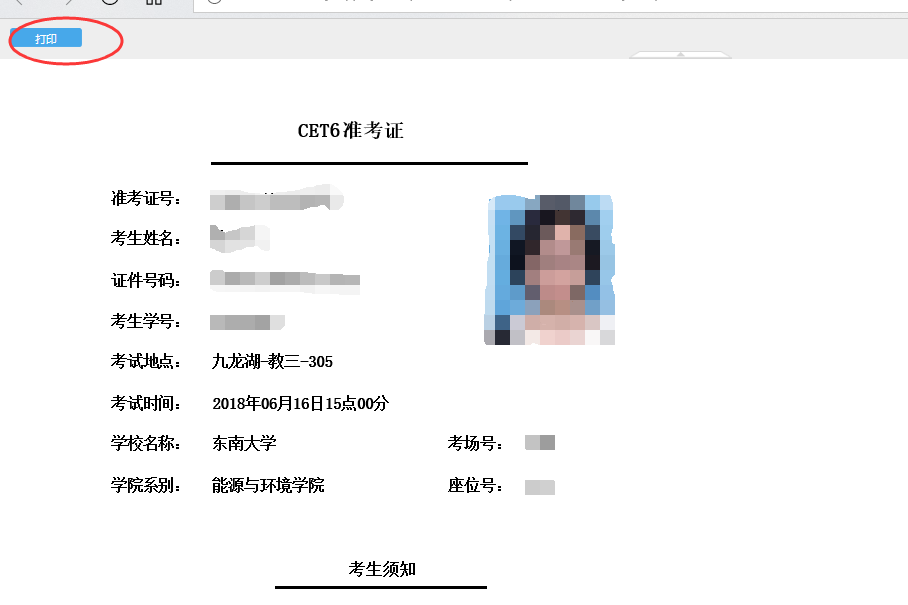 打印
CET6准考证
准考证号：
考生姓名：
证件号码：
考生学号：
考试地点： 九龙湖-教三-305
考试时间： 2018年06月16日15点00分
学校名称： 东南大学 考场号：
学院系别： 能源与环境学院 座位号：
考生须知